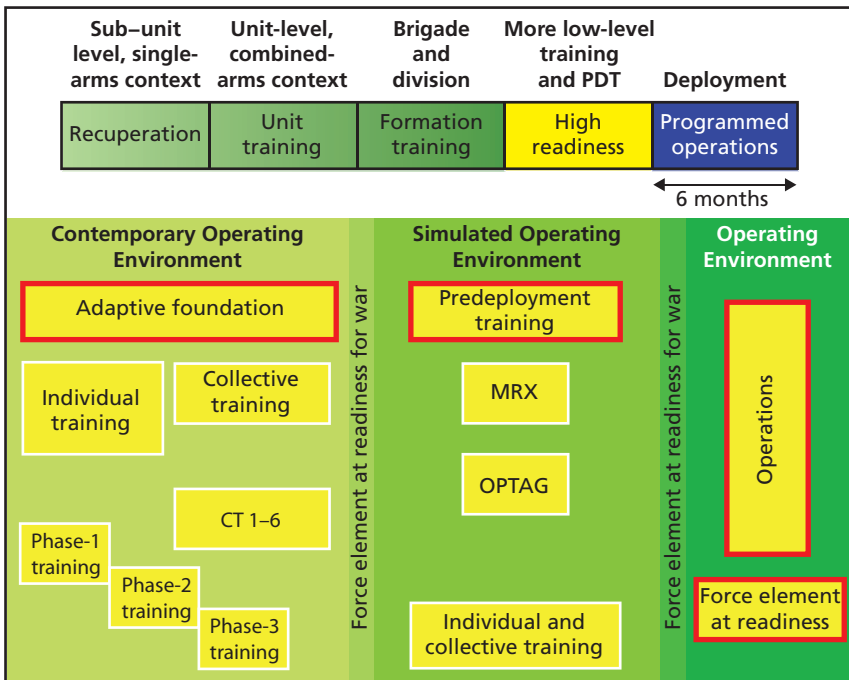 Sub–unit
level, single-
arms context
Unit-level,
combined-
arms context
Brigade
and
division
More low-level
training
and PDT
Deployment
Recuperation
Unit
training
Formation
training
High
readiness
Programmed
operations
6 months
Contemporary Operating
Environment
Adaptive foundation
Individual
training
Collective
training
CT 1–6
Phase-1
training
Phase-2
training
Phase-3
training
Force element at readiness for war
Simulated Operating
Environment
Predeployment
training
MRX
OPTAG
Individual and
collective training
Force element at readiness for war
Operating
Environment
Operations
Force element
at readiness